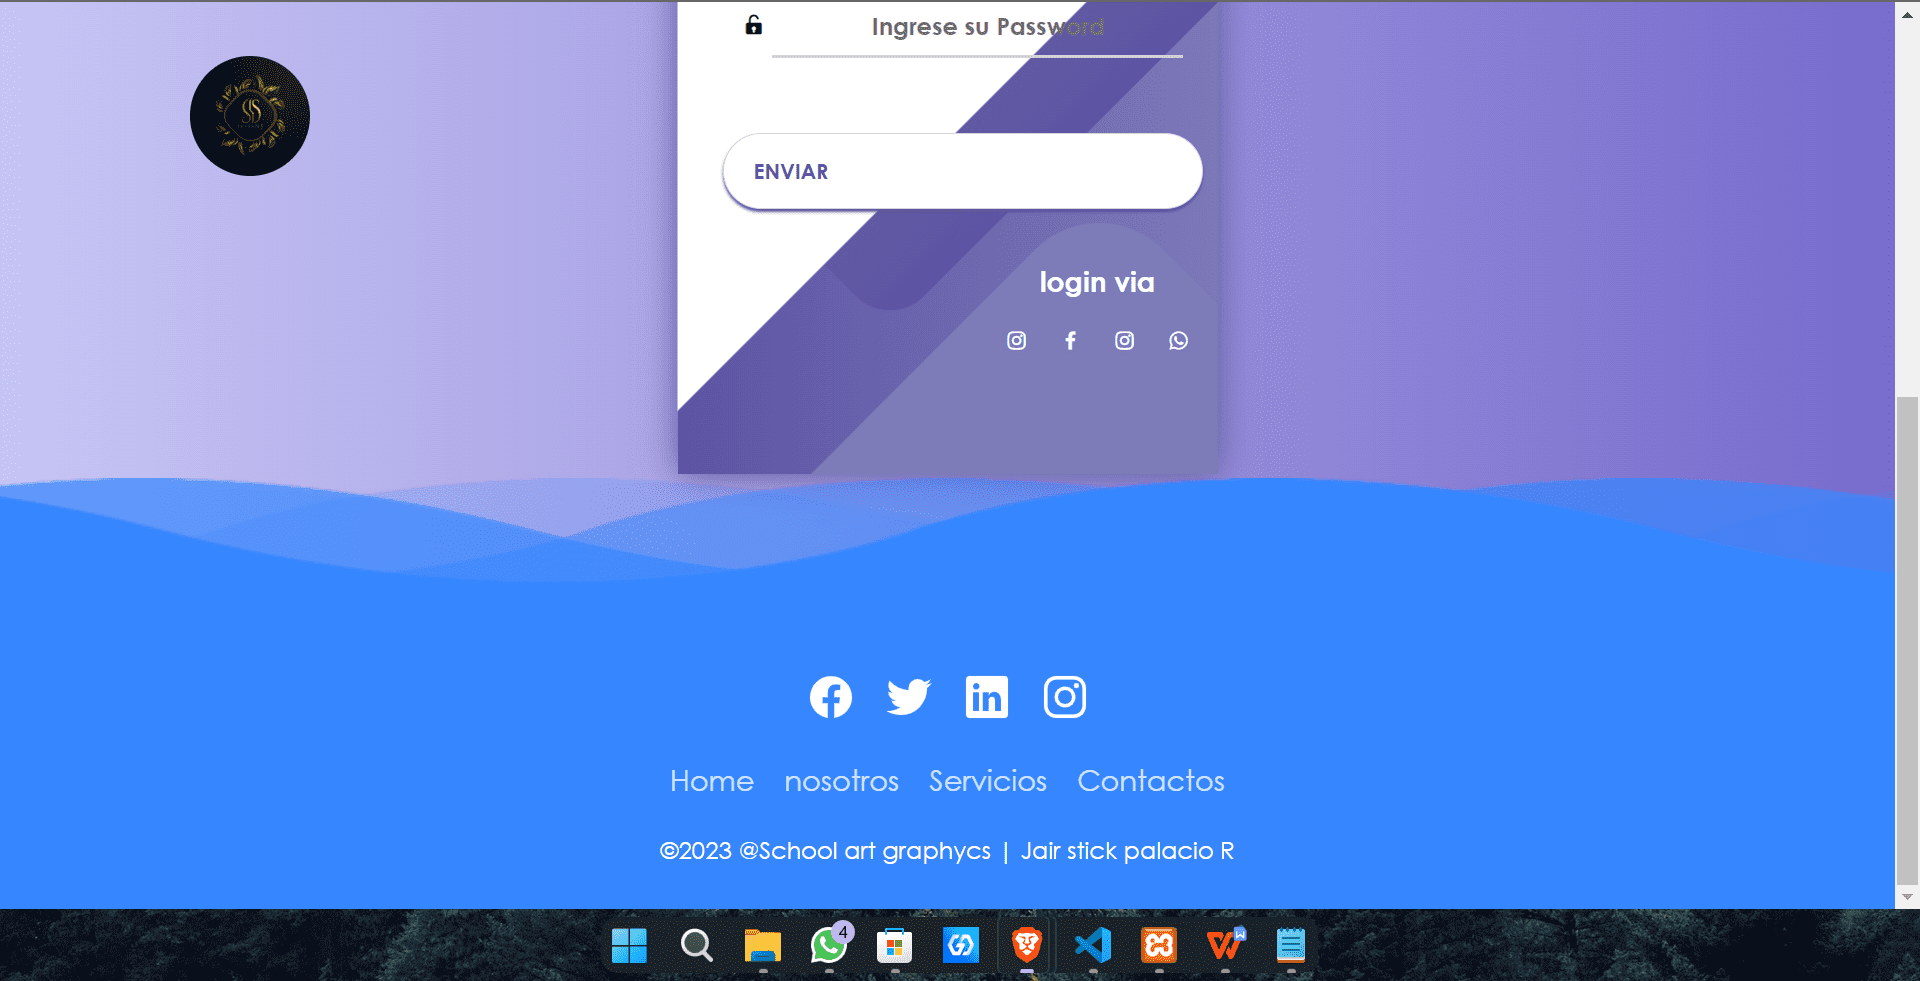 Ingrese su Password
ENVIAR
login via
Home nosotros Servicios Contactos
©2023 @School art graphycs | Jair stick palacio R
4